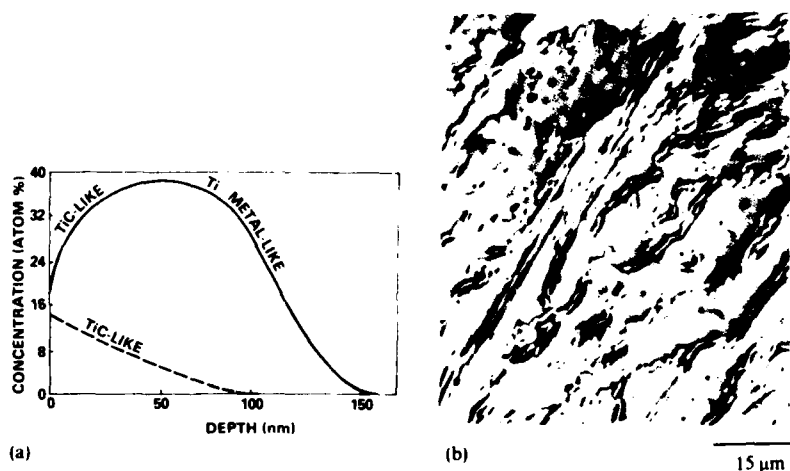 40
32
24
16
8
0
CONCENTRATION (ATOM %)
TiC-LIKE
Ti METAL-LIKE
TiC-LIKE
0 50 100 150
DEPTH (nm)
(a)
(b)
15 μm